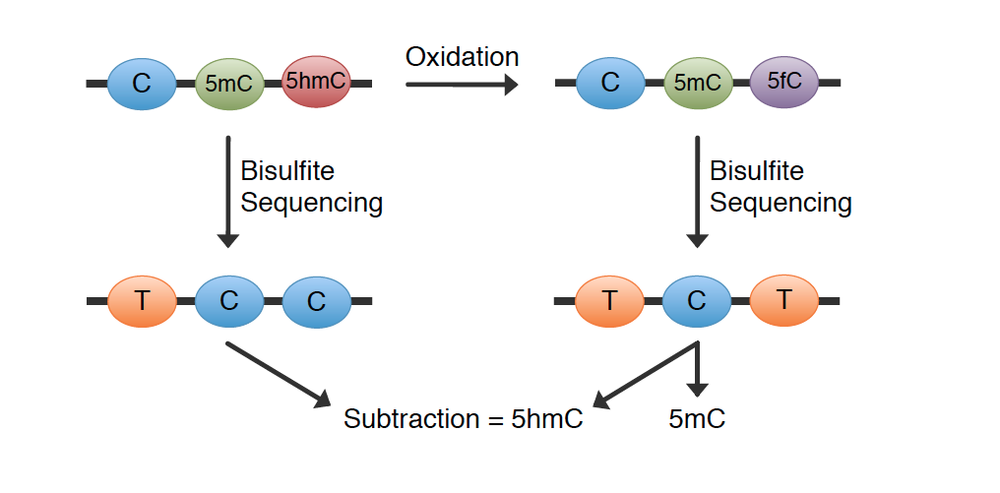 C 5mC 5hmC Oxidation C 5mC 5fC
Bisulfite
Sequencing
Bisulfite
Sequencing
T C C
T C T
Subtraction = 5hmC
5mC